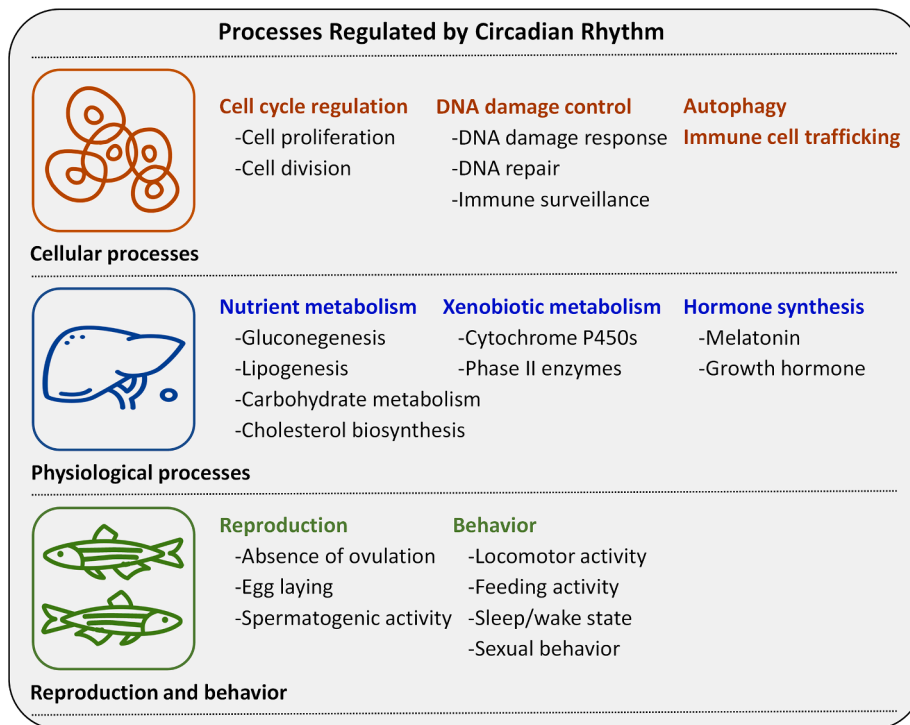 Processes Regulated by Circadian Rhythm
Cell cycle regulation
-Cell proliferation
-Cell division
DNA damage control
-DNA damage response
-DNA repair
-Immune surveillance
Autophagy
Immune cell trafficking
Cellular processes
Nutrient metabolism
-Gluconegenesis
-Lipogenesis
-Carbohydrate metabolism
-Cholesterol biosynthesis
Xenobiotic metabolism
-Cytochrome P450s
-Phase II enzymes
Hormone synthesis
-Melatonin
-Growth hormone
Physiological processes
Reproduction
-Absence of ovulation
-Egg laying
-Spermatogenic activity
Behavior
-Locomotor activity
-Feeding activity
-Sleep/wake state
-Sexual behavior
Reproduction and behavior